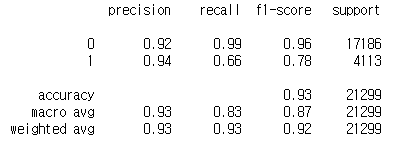 precision recall f1-score support
0 0.92 0.99 0.96 17186
1 0.94 0.66 0.78 4113
accuracy 0.93 21299
macro avg 0.93 0.83 0.87 21299
weighted avg 0.93 0.93 0.92 21299